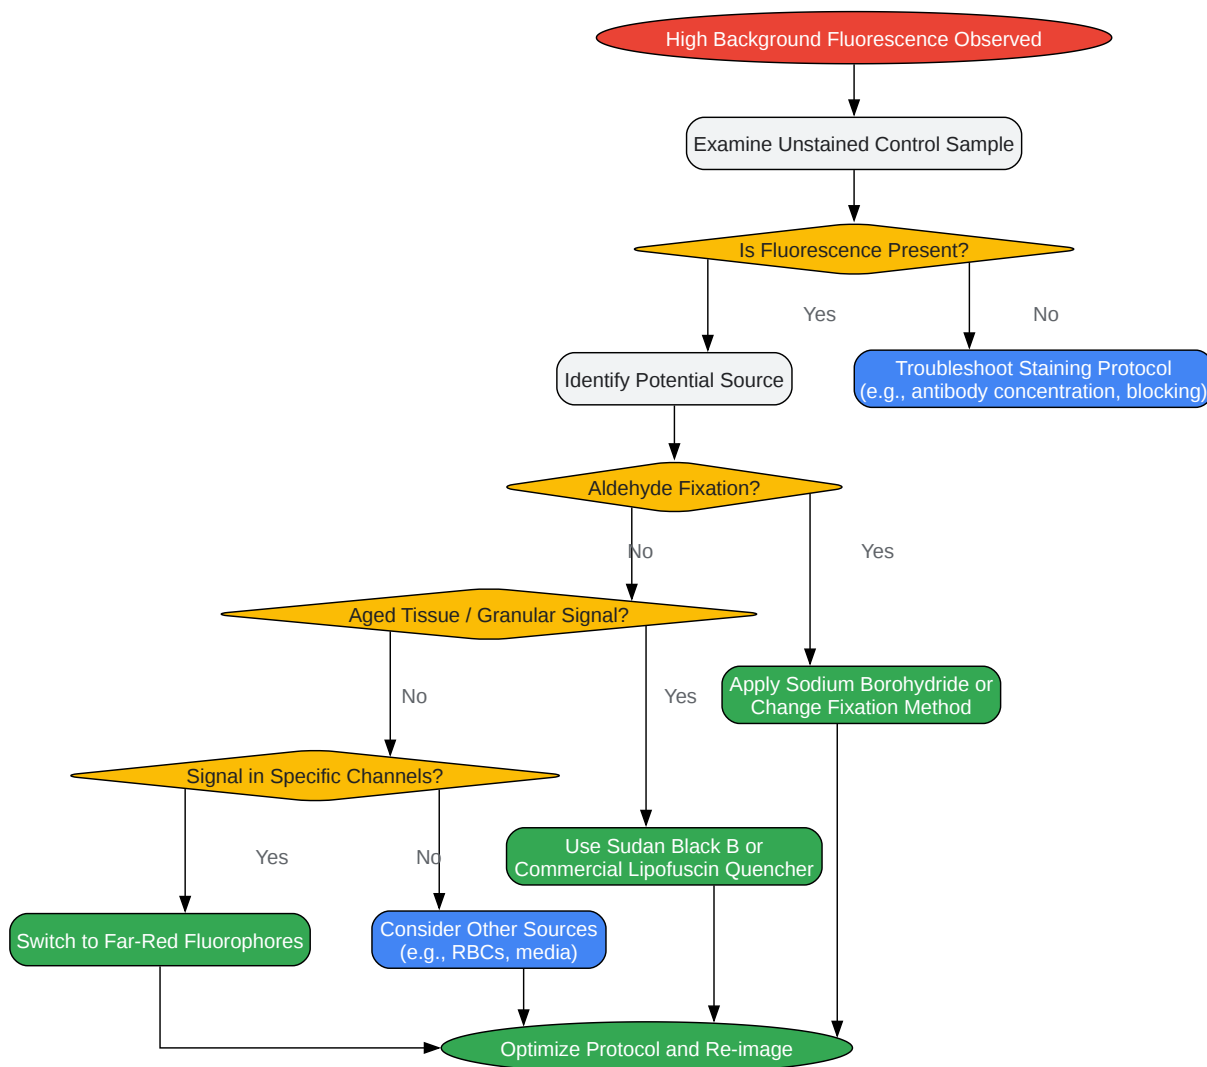 High Background Fluorescence Observed
Examine Unstained Control Sample
Is Fluorescence Present?
Yes
No
Identify Potential Source
Troubleshoot Staining Protocol
(e.g., antibody concentration, blocking)
Aldehyde Fixation?
No
Yes
Aged Tissue / Granular Signal?
No
Yes
Apply Sodium Borohydride or
Change Fixation Method
Signal in Specific Channels?
Yes
No
Use Sudan Black B or
Commercial Lipofuscin Quencher
Switch to Far-Red Fluorophores
Consider Other Sources
(e.g., RBCs, media)
Optimize Protocol and Re-image